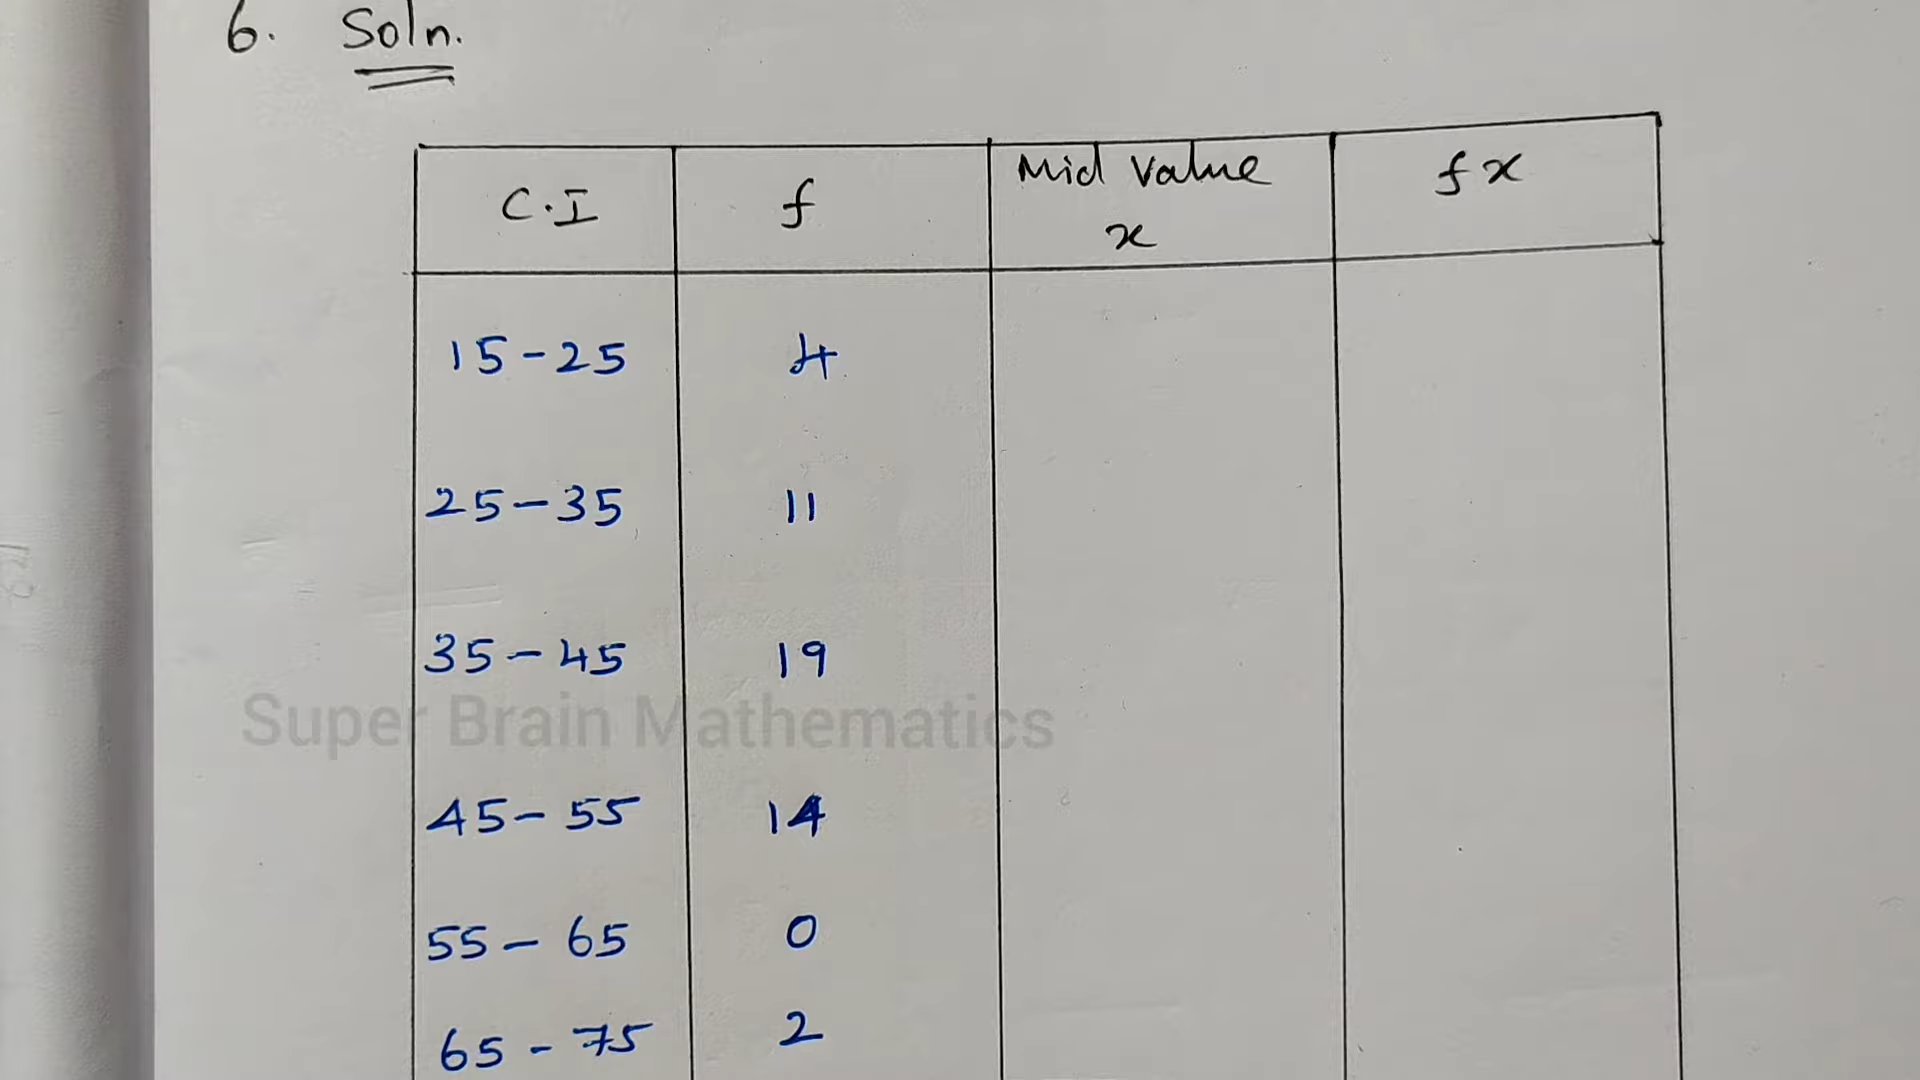 6. Soln.
C.I f Mid Value x fx
15-25 4
25-35 11
35-45 19
Super Brain Mathematics
45-55 14
55-65 0
65-75 2